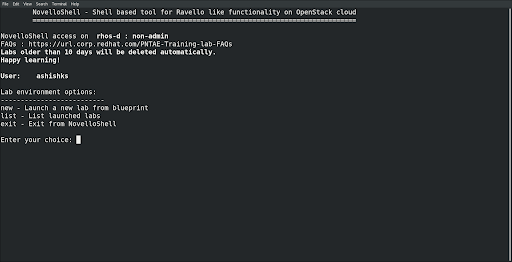 File Edit View Search Terminal Help
NovelloShell - Shell based tool for Ravello like functionality on OpenStack cloud
================================================================================
NovelloShell access on rhos-d : non-admin
FAQs : https://url.corp.redhat.com/PNTAE-Training-lab-FAQs
Labs older than 10 days will be deleted automatically.
Happy learning!
User: ashishks
Lab environment options:
--------------------------
new - Launch a new lab from blueprint
list - List launched labs
exit - Exit from NovelloShell
Enter your choice: